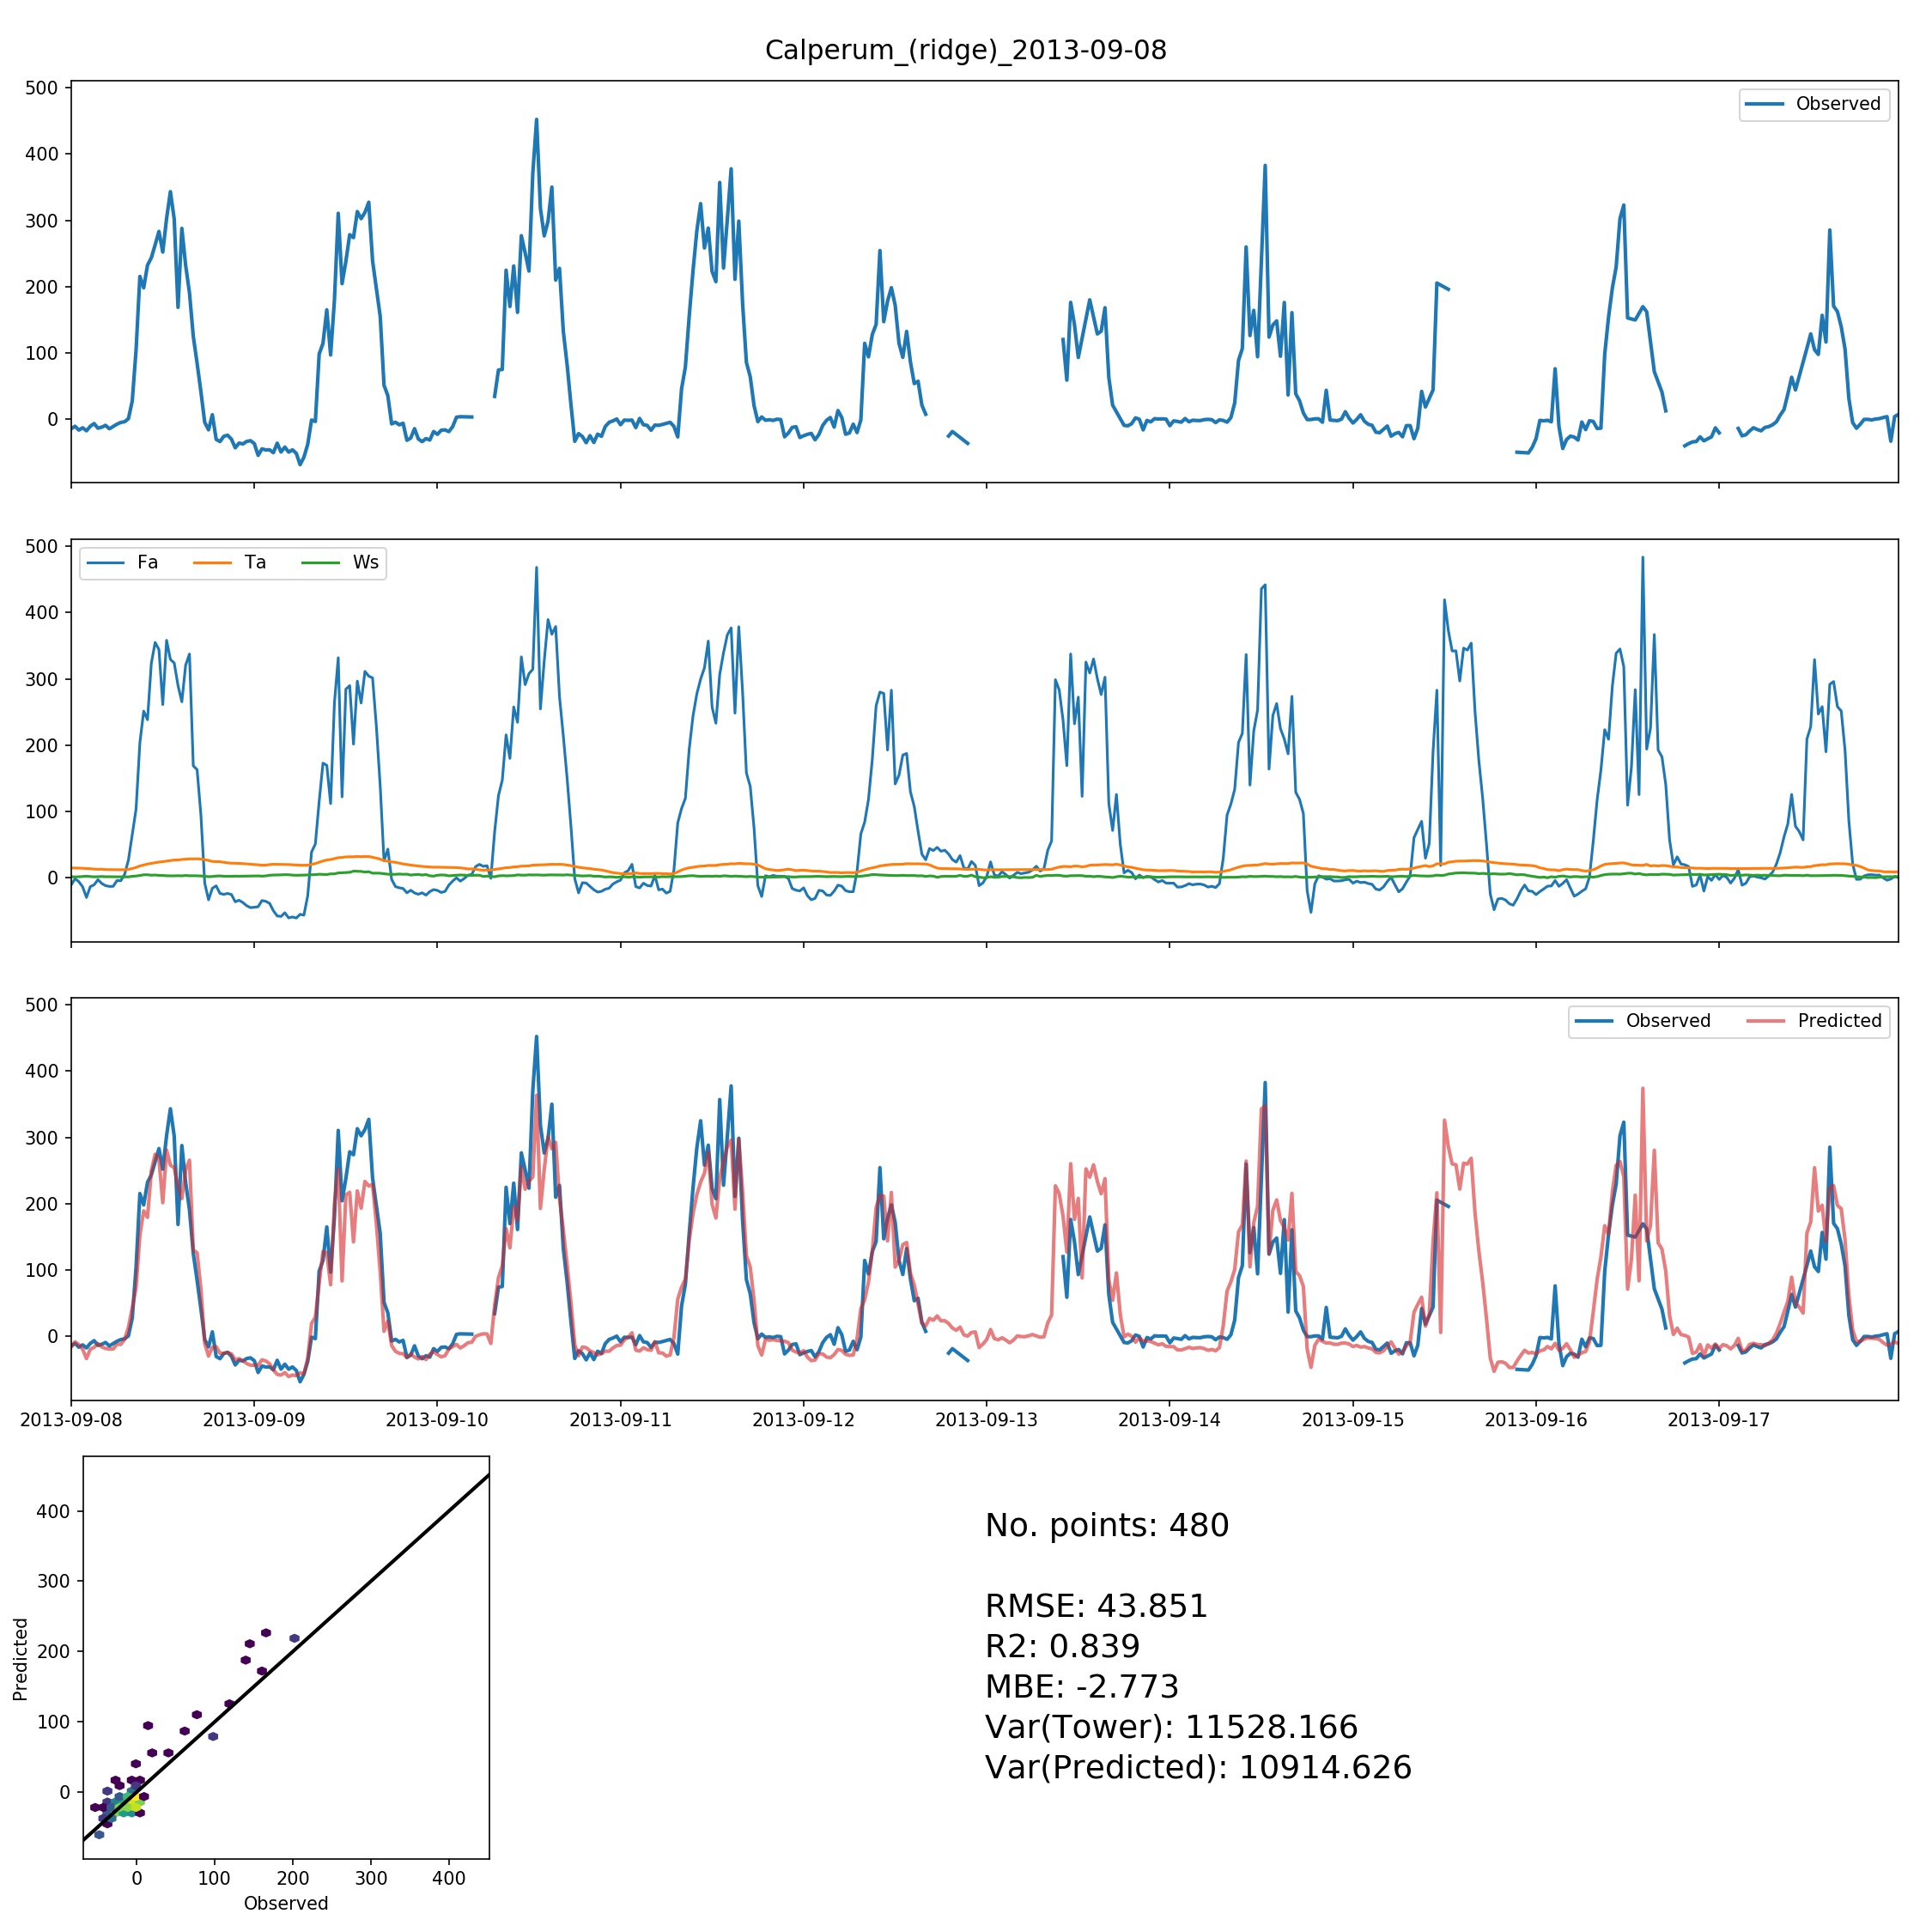 Calperum_(ridge)_2013-09-08
500
400
300
200
100
0
Observed
500
400
300
200
100
0
Fa Ta Ws
500
400
300
200
100
0
Observed Predicted
2013-09-08 2013-09-09 2013-09-10 2013-09-11 2013-09-12 2013-09-13 2013-09-14 2013-09-15 2013-09-16 2013-09-17
400
300
200
100
0
Predicted
0 100 200 300 400
Observed
No. points: 480
RMSE: 43.851
R2: 0.839
MBE: -2.773
Var(Tower): 11528.166
Var(Predicted): 10914.626